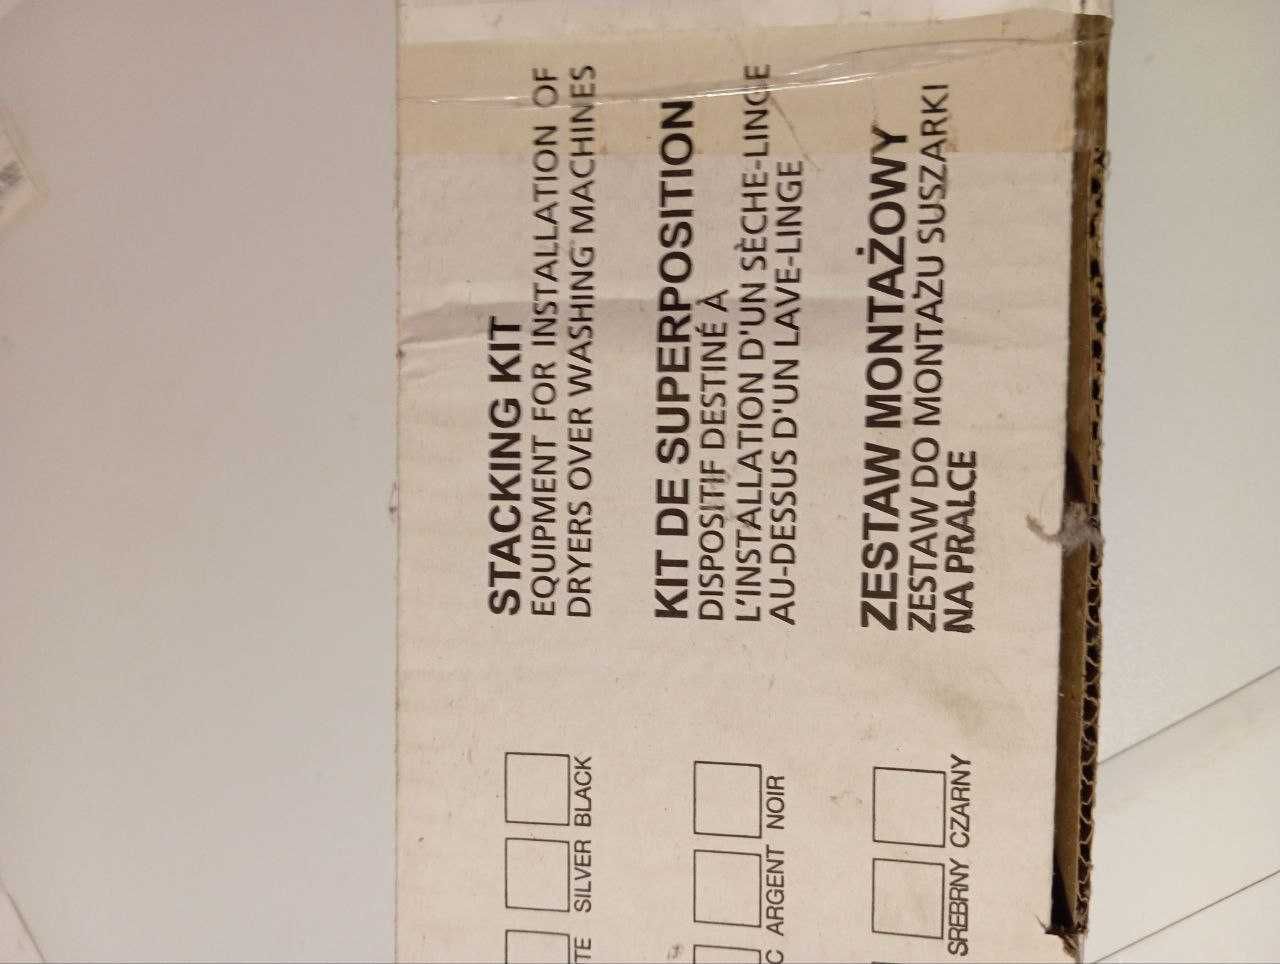 STACKING KIT
EQUIPMENT FOR INSTALLATION OF
DRYERS OVER WASHING MACHINES
SILVER BLACK
KIT DE SUPERPOSITION
DISPOSITIF DESTINÉ À
L'INSTALLATION D'UN SÈCHE-LINGE
AU-DESSUS D'UN LAVE-LINGE
ARGENT NOIR
ZESTAW MONTAŻOWY
ZESTAW DO MONTAŻU SUSZARKI
NA PRALCE
SREBRNY CZARNY